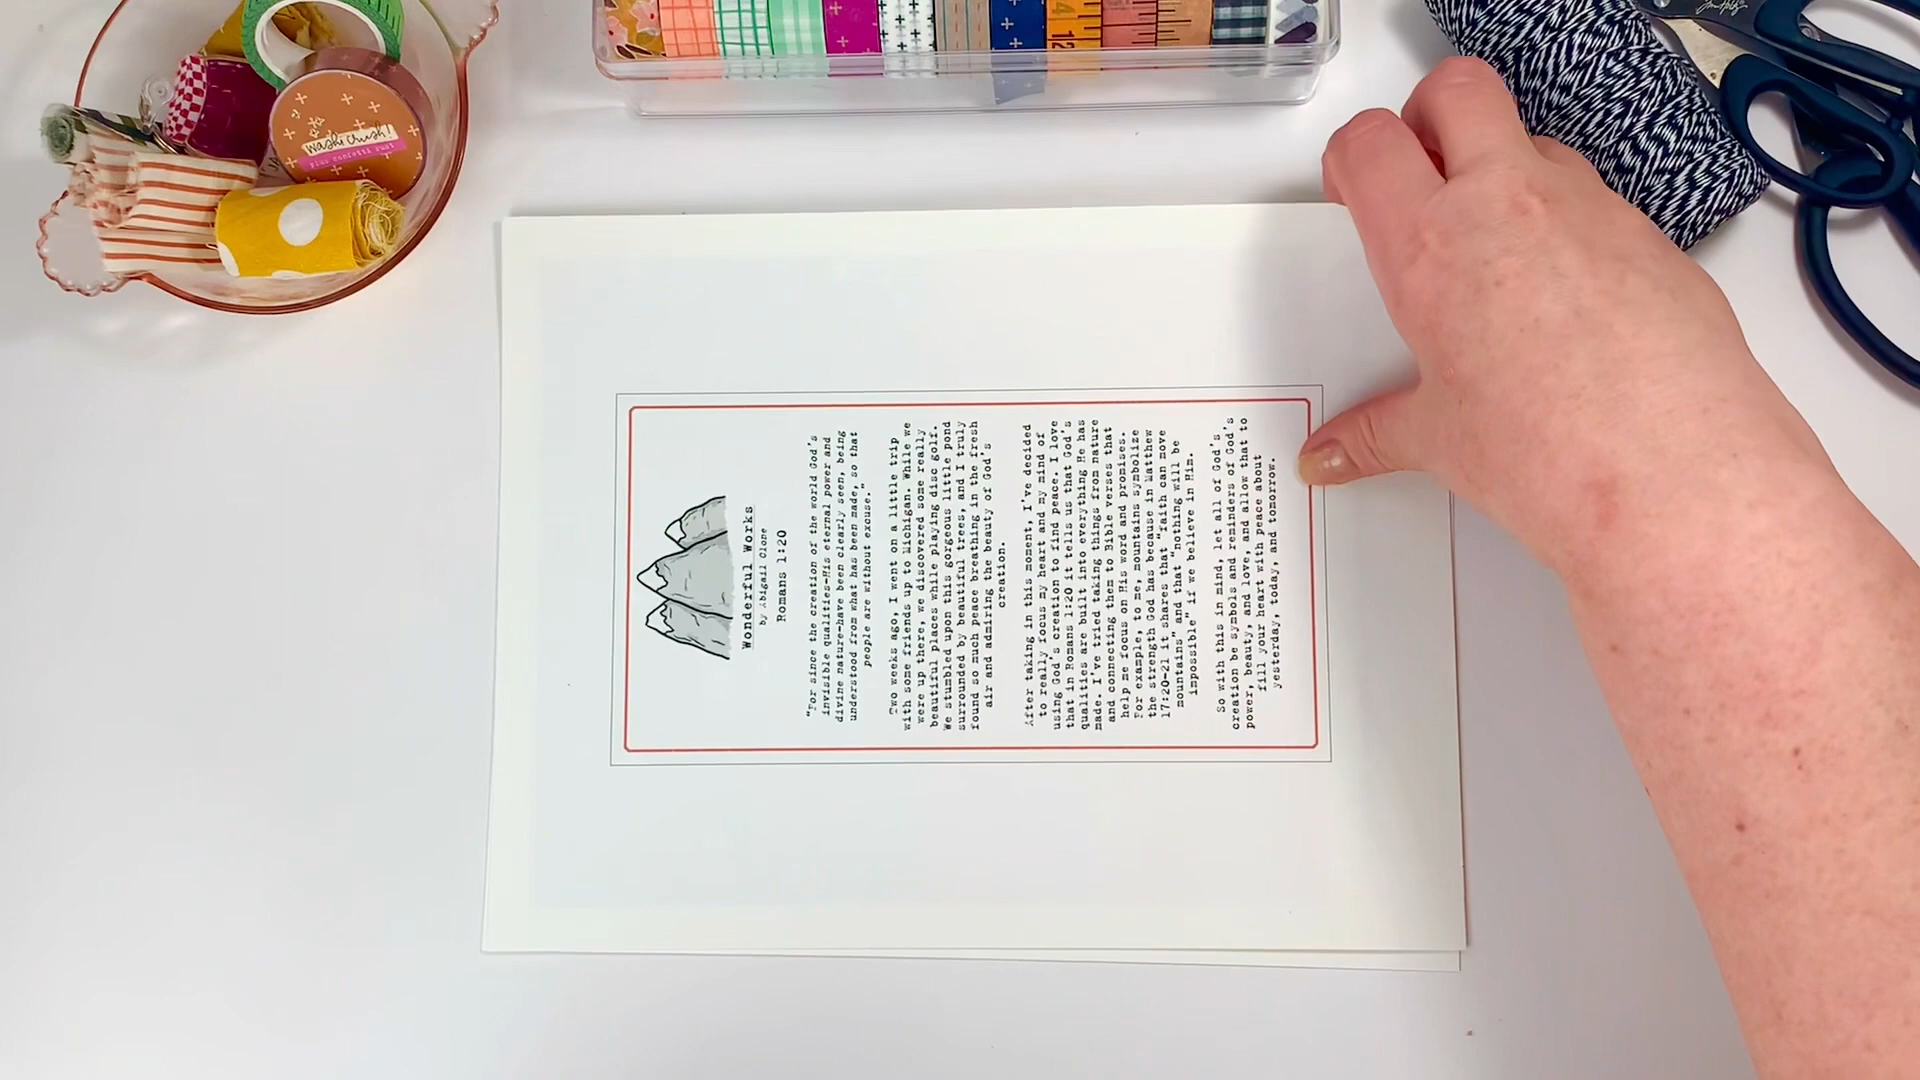 Wonderful Works
by Abigail Clone
Romans 1:20
"For since the creation of the world God's
invisible qualities-His eternal power and
divine nature-have been clearly seen, being
understood from what has been made, so that
people are without excuse."
Two weeks ago, I went on a little trip
with some friends up to Michigan. While we
were up there, we discovered some really
beautiful places while playing disc golf.
We stumbled upon this gorgeous little pond
surrounded by beautiful trees, and I truly
found so much peace breathing in the fresh
air and admiring the beauty of God's
creation.
After taking in this moment, I've decided
to really focus my heart and my mind of
using God's creation to find peace. I love
that in Romans 1:20 it tells us that God's
qualities are built into everything He has
made. I've tried taking things from nature
and connecting them to Bible verses that
help me focus on His word and promises.
For example, to me, mountains symbolize
the strength God has because in Matthew
17:20-21 it shares that "faith can move
mountains" and that "nothing will be
impossible" if we believe in Him.
So with this in mind, let all of God's
creation be symbols and reminders of God's
power, beauty, and love, and allow that to
fill your heart with peace about
yesterday, today, and tomorrow.
washi crush!
plus confetti rust
12